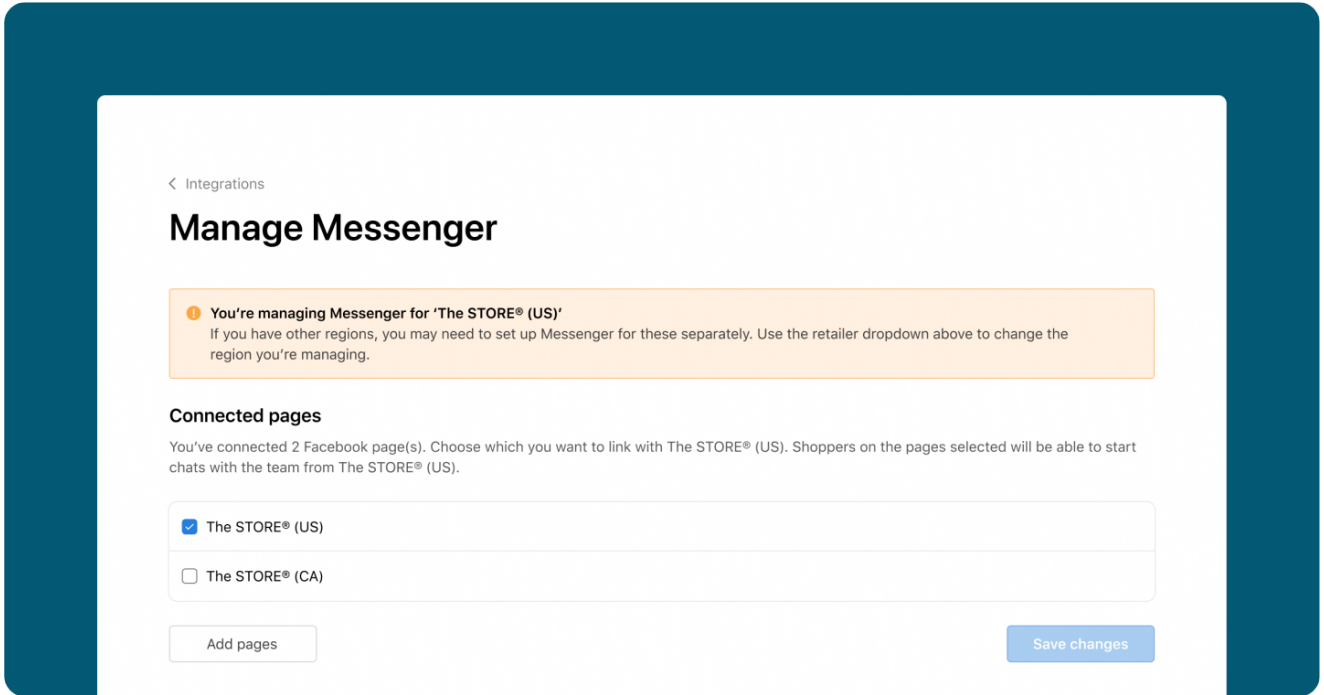 Integrations
Manage Messenger
You’re managing Messenger for ‘The STORE® (US)’
If you have other regions, you may need to set up Messenger for these separately. Use the retailer dropdown above to change the
region you’re managing.
Connected pages
You’ve connected 2 Facebook page(s). Choose which you want to link with The STORE® (US). Shoppers on the pages selected will be able to start
chats with the team from The STORE® (US).
The STORE® (US)
The STORE® (CA)
Add pages
Save changes